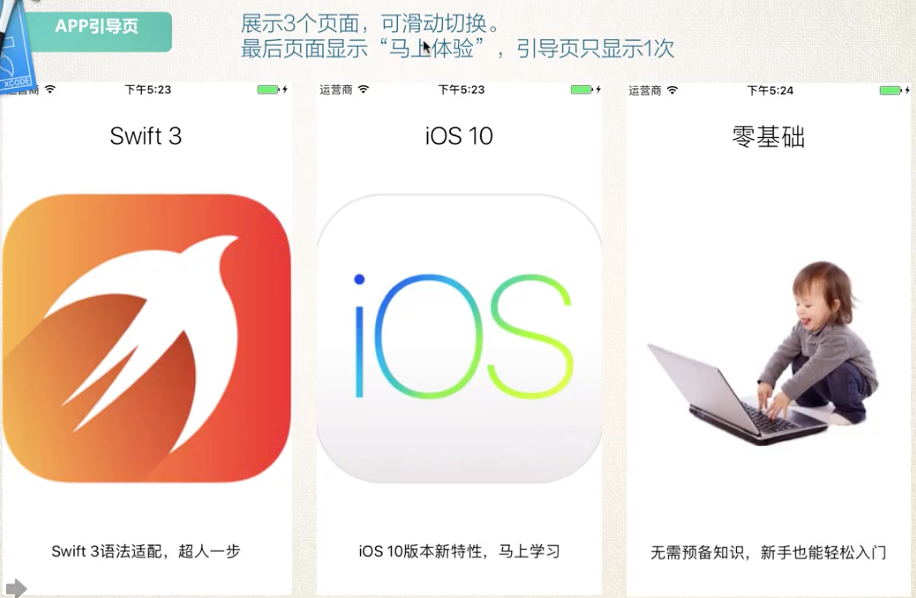 APP引导页
展示3个页面，可滑动切换。
最后页面显示“马上体验”，引导页只显示1次
XCODE
运营商 下午5:23
运营商 下午5:23
运营商 下午5:24
Swift 3
iOS 10
零基础
iOS
Swift 3语法适配，超人一步
iOS 10版本新特性，马上学习
无需预备知识，新手也能轻松入门